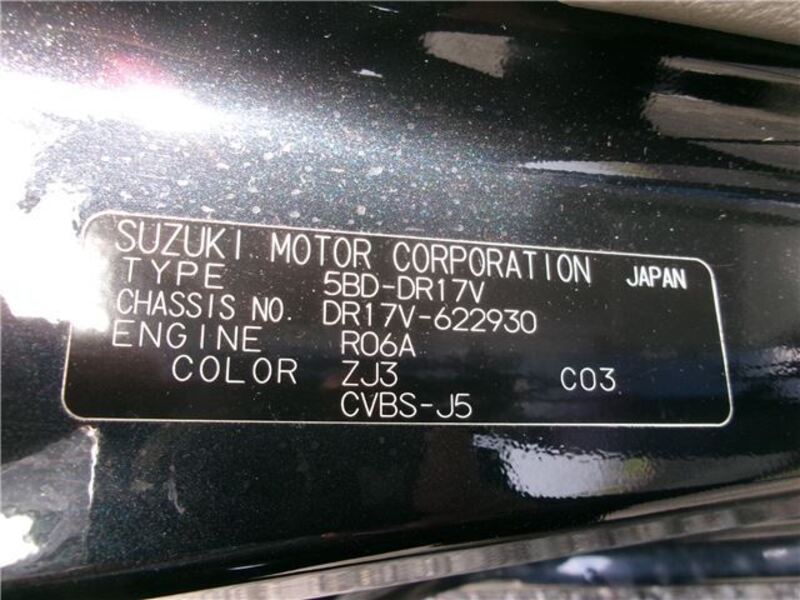 SUZUKI MOTOR CORPORATION JAPAN
TYPE 5BD-DR17V
CHASSIS NO. DR17V-622930
ENGINE R06A
COLOR ZJ3 C03
CVBS-J5